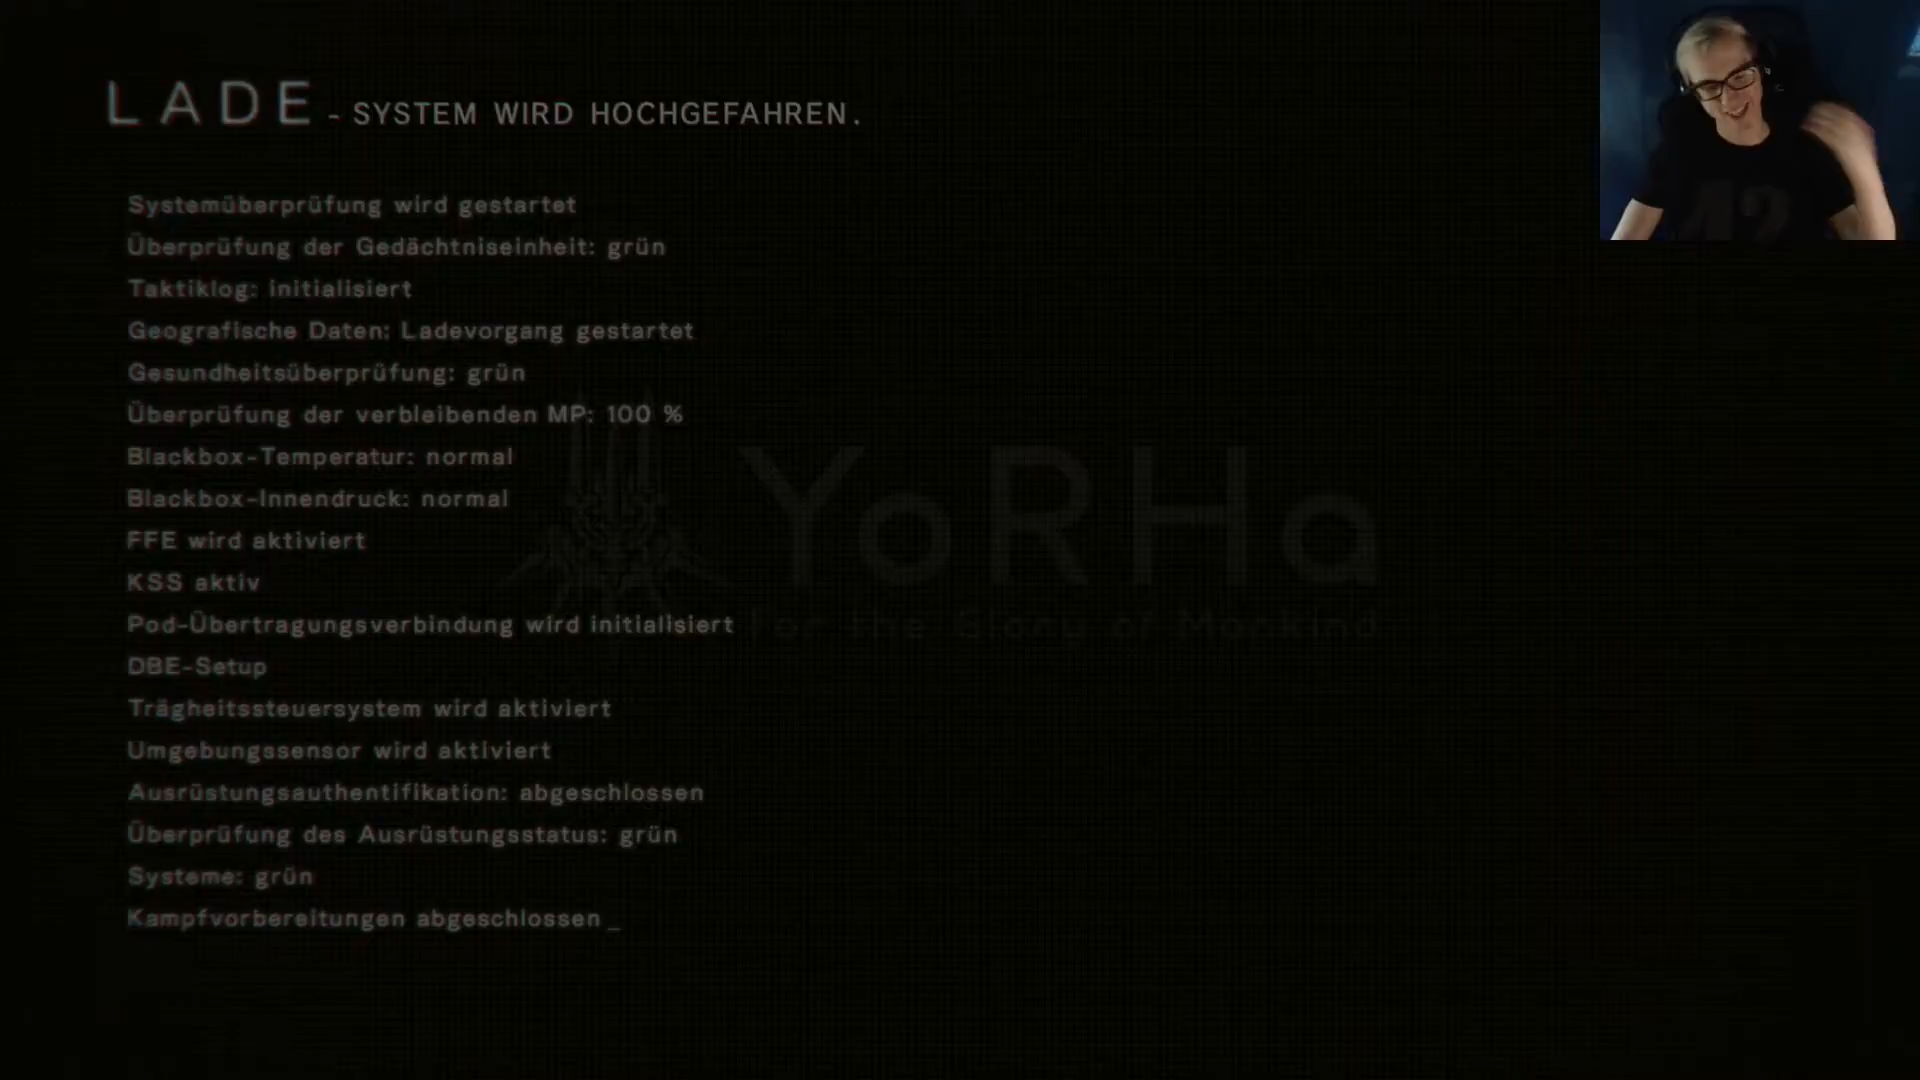 LADE - SYSTEM WIRD HOCHGEFAHREN.
Systemüberprüfung wird gestartet
Überprüfung der Gedächtniseinheit: grün
Taktiklog: initialisiert
Geografische Daten: Ladevorgang gestartet
Gesundheitsüberprüfung: grün
Überprüfung der verbleibenden MP: 100 %
Blackbox-Temperatur: normal
Blackbox-Innendruck: normal
FFE wird aktiviert
KSS aktiv
Pod-Übertragungsverbindung wird initialisiert
DBE-Setup
Trägheitssteuersystem wird aktiviert
Umgebungssensor wird aktiviert
Ausrüstungsauthentifikation: abgeschlossen
Überprüfung des Ausrüstungsstatus: grün
Systeme: grün
Kampfvorbereitungen abgeschlossen _
YoRHa
For the Glory of Mankind
42